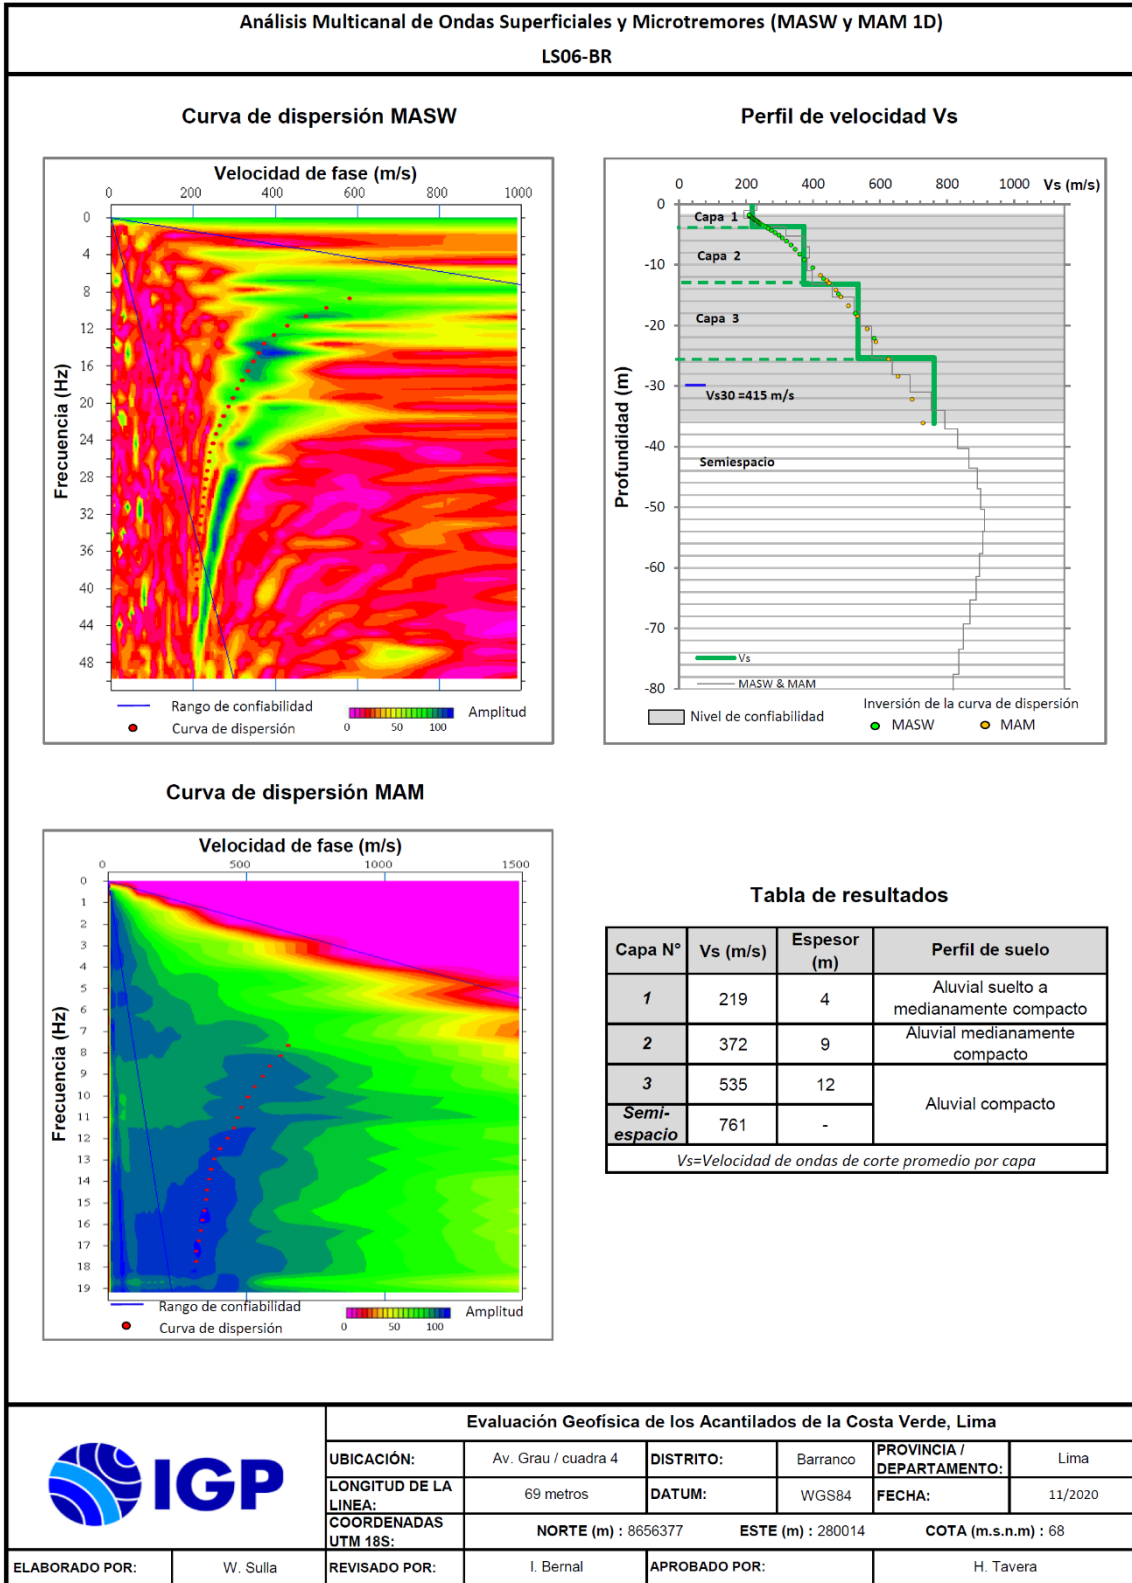 Análisis Multicanal de Ondas Superficiales y Microtremores (MASW y MAM 1D)
LS06-BR
Curva de dispersión MASW
Velocidad de fase (m/s)
0 200 400 600 800 1000
Frecuencia (Hz)
0
4
8
12
16
20
24
28
32
36
40
44
48
Rango de confiabilidad
Curva de dispersión
Amplitud
0 50 100
Perfil de velocidad Vs
0 200 400 600 800 1000 Vs (m/s)
Profundidad (m)
0
-10
-20
-30
-40
-50
-60
-70
-80
Capa 1
Capa 2
Capa 3
Vs30 =415 m/s
Semiespacio
Vs
MASW & MAM
Nivel de confiabilidad
Inversión de la curva de dispersión
MASW MAM
Curva de dispersión MAM
Velocidad de fase (m/s)
0 500 1000 1500
Frecuencia (Hz)
0
1
2
3
4
5
6
7
8
9
10
11
12
13
14
15
16
17
18
19
Rango de confiabilidad
Curva de dispersión
Amplitud
0 50 100
Tabla de resultados
Capa N° Vs (m/s) Espesor (m) Perfil de suelo
1 219 4 Aluvial suelto a medianamente compacto
2 372 9 Aluvial medianamente compacto
3 535 12 Aluvial compacto
Semi-espacio 761 -
Vs=Velocidad de ondas de corte promedio por capa
IGP
Evaluación Geofísica de los Acantilados de la Costa Verde, Lima
UBICACIÓN: Av. Grau / cuadra 4 DISTRITO: Barranco PROVINCIA / DEPARTAMENTO: Lima
LONGITUD DE LA LINEA: 69 metros DATUM: WGS84 FECHA: 11/2020
COORDENADAS UTM 18S: NORTE (m) : 8656377 ESTE (m) : 280014 COTA (m.s.n.m) : 68
ELABORADO POR: W. Sulla REVISADO POR: I. Bernal APROBADO POR: H. Tavera